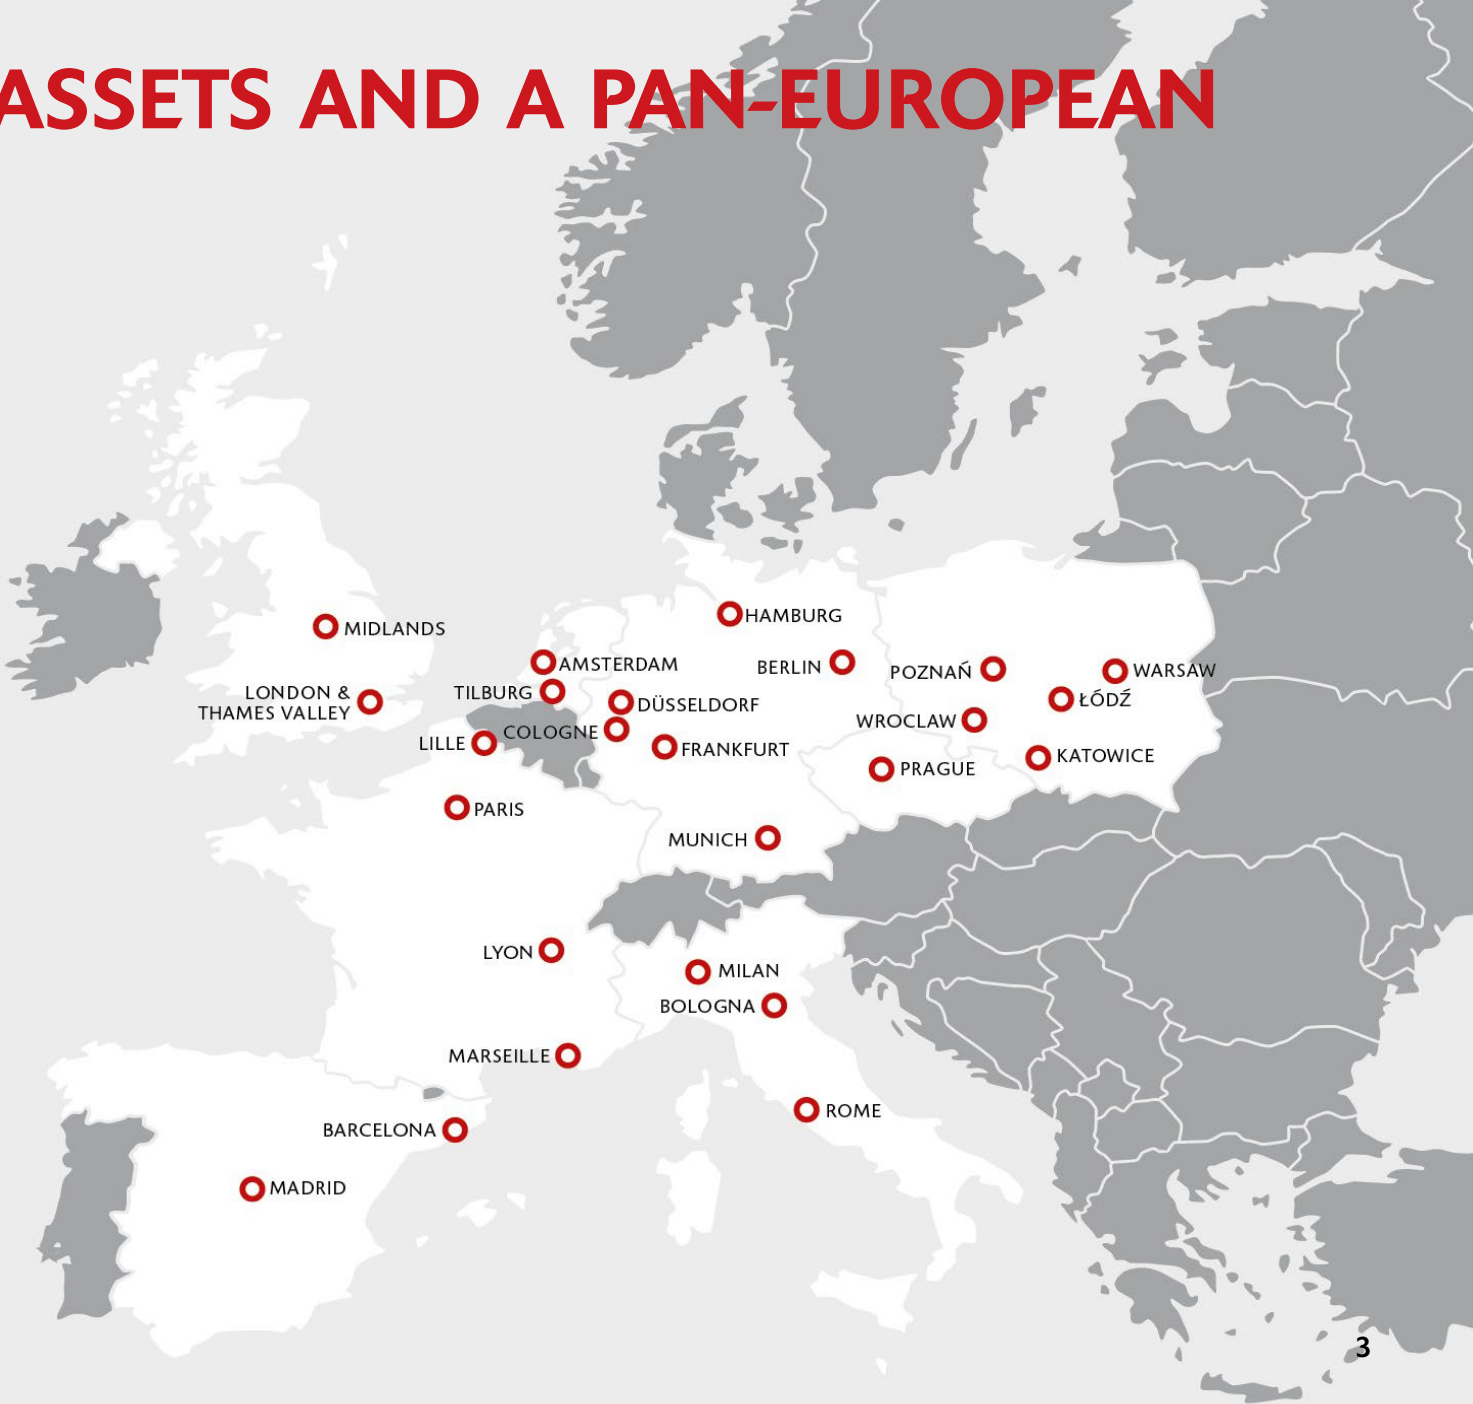 ASSETS AND A PAN-EUROPEAN
HAMBURG
MIDLANDS
AMSTERDAM
BERLIN
POZNAŃ
WARSAW
LONDON &
THAMES VALLEY
TILBURG
DÜSSELDORF
ŁÓDŹ
WROCLAW
COLOGNE
LILLE
FRANKFURT
KATOWICE
PRAGUE
PARIS
MUNICH
LYON
MILAN
BOLOGNA
MARSEILLE
ROME
BARCELONA
MADRID
3